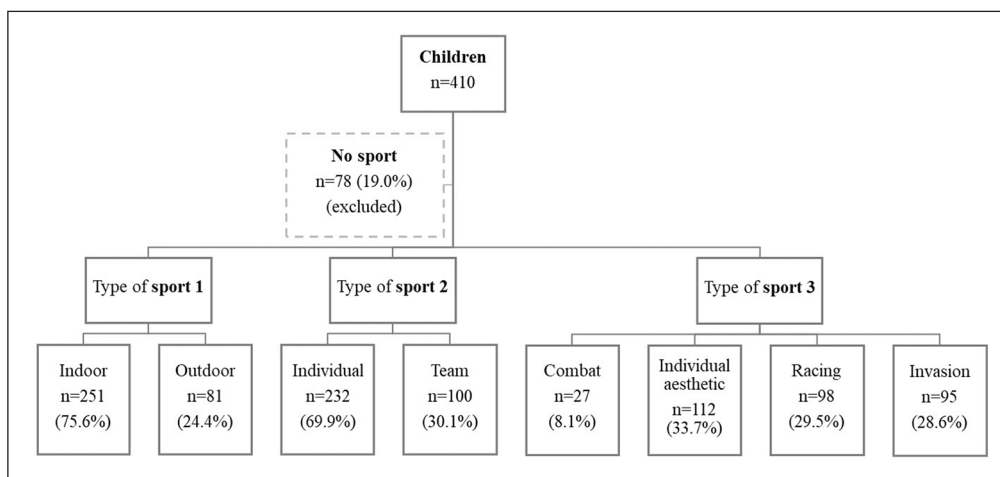 Children
n=410
No sport
n=78 (19.0%)
(excluded)
Type of sport 1
Type of sport 2
Type of sport 3
Indoor
n=251
(75.6%)
Outdoor
n=81
(24.4%)
Individual
n=232
(69.9%)
Team
n=100
(30.1%)
Combat
n=27
(8.1%)
Individual
aesthetic
n=112
(33.7%)
Racing
n=98
(29.5%)
Invasion
n=95
(28.6%)